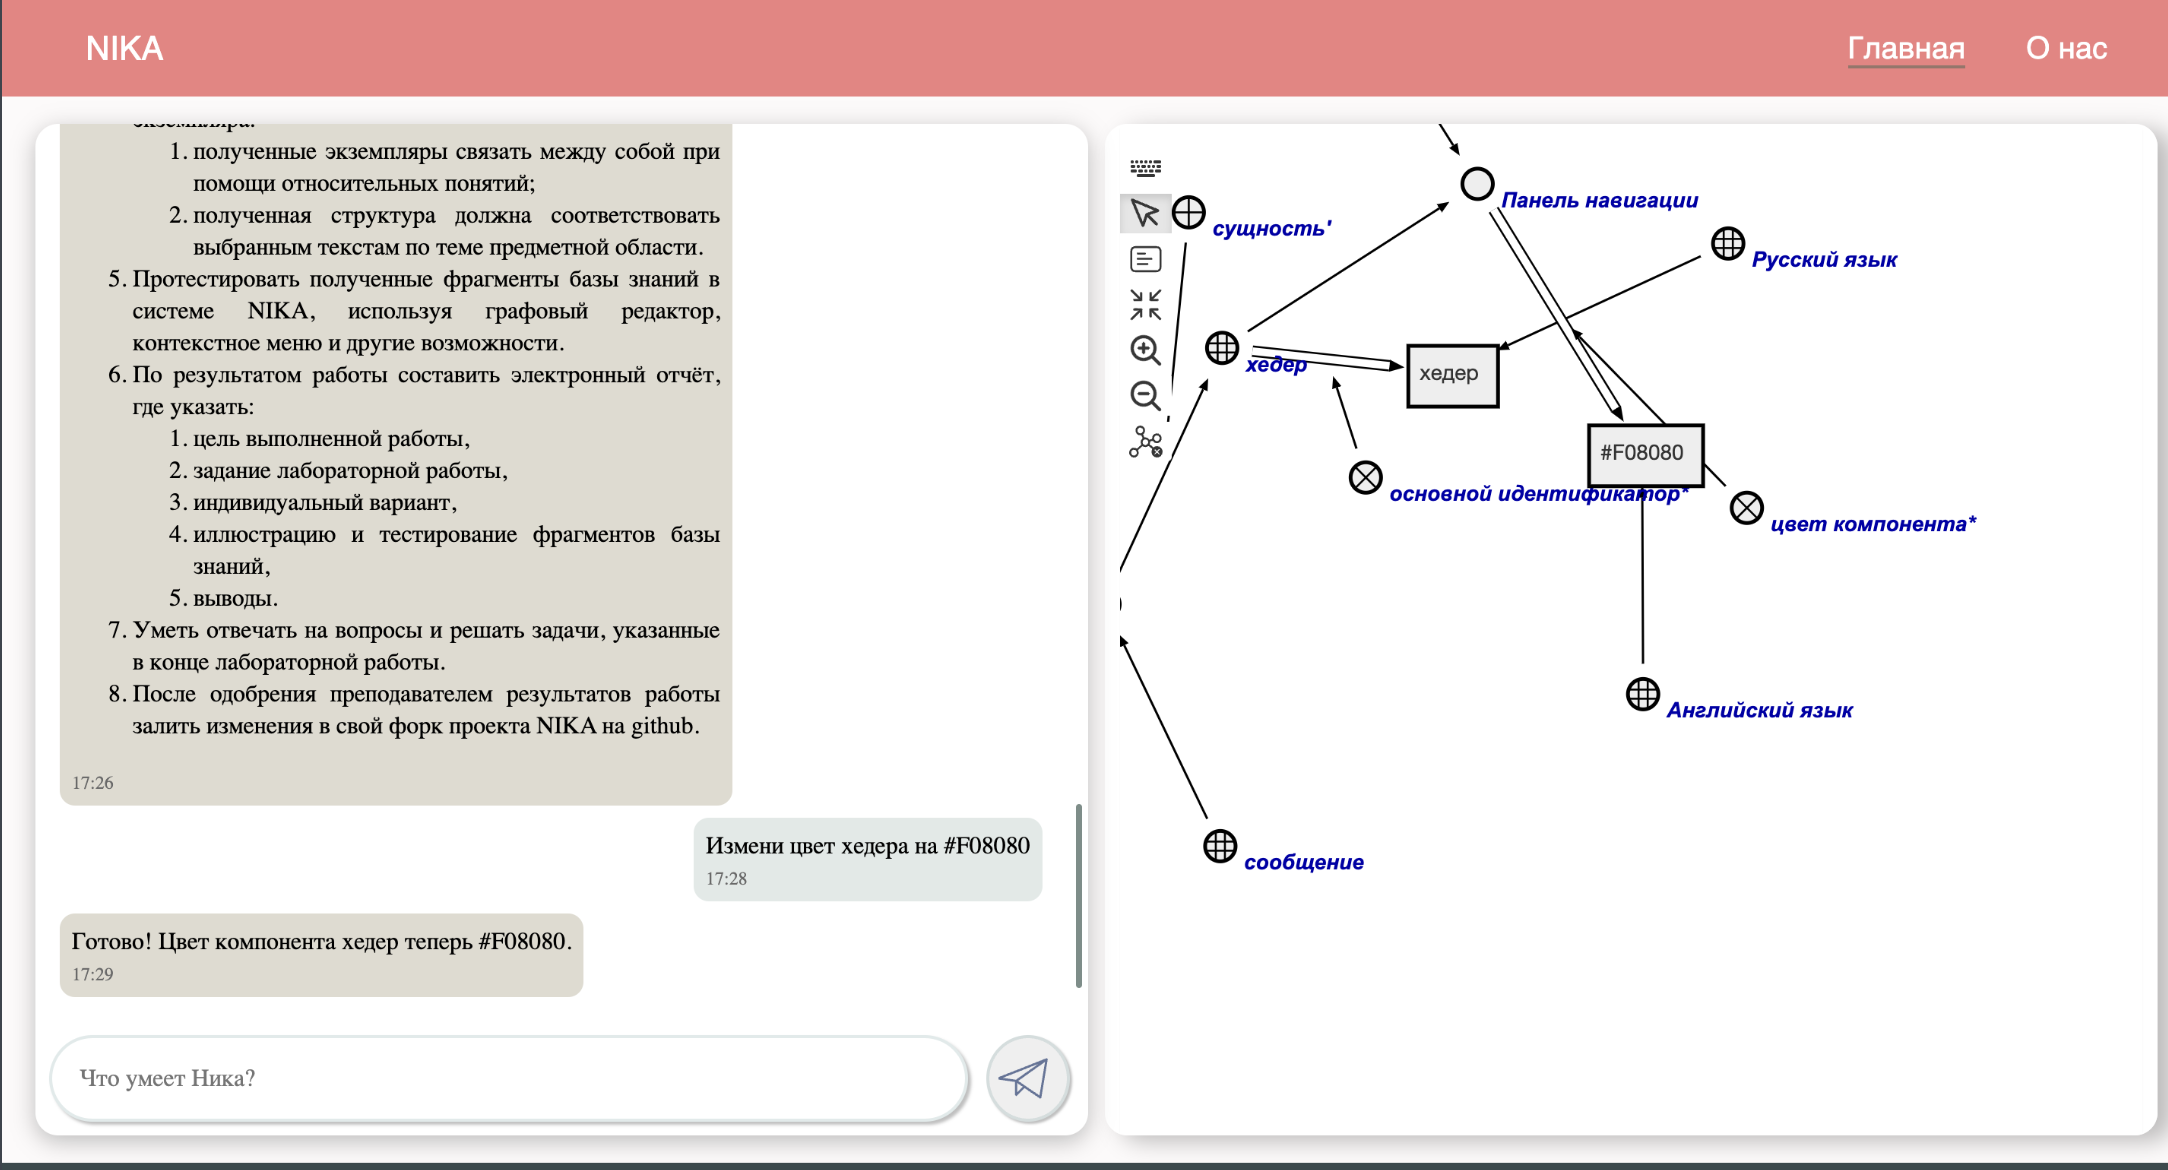 NIKA
Главная
О нас
экземпляра:
1. полученные экземпляры связать между собой при
помощи относительных понятий;
2. полученная структура должна соответствовать
выбранным текстам по теме предметной области.
5. Протестировать полученные фрагменты базы знаний в
системе NIKA, используя графовый редактор,
контекстное меню и другие возможности.
6. По результатом работы составить электронный отчёт,
где указать:
1. цель выполненной работы,
2. задание лабораторной работы,
3. индивидуальный вариант,
4. иллюстрацию и тестирование фрагментов базы
знаний,
5. выводы.
7. Уметь отвечать на вопросы и решать задачи, указанные
в конце лабораторной работы.
8. После одобрения преподавателем результатов работы
залить изменения в свой форк проекта NIKA на github.
17:26
Измени цвет хедера на #F08080
17:28
Готово! Цвет компонента хедер теперь #F08080.
17:29
Что умеет Ника?
Панель навигации
сущность'
Русский язык
хедер
хедер
#F08080
основной идентификатор*
цвет компонента*
Английский язык
сообщение